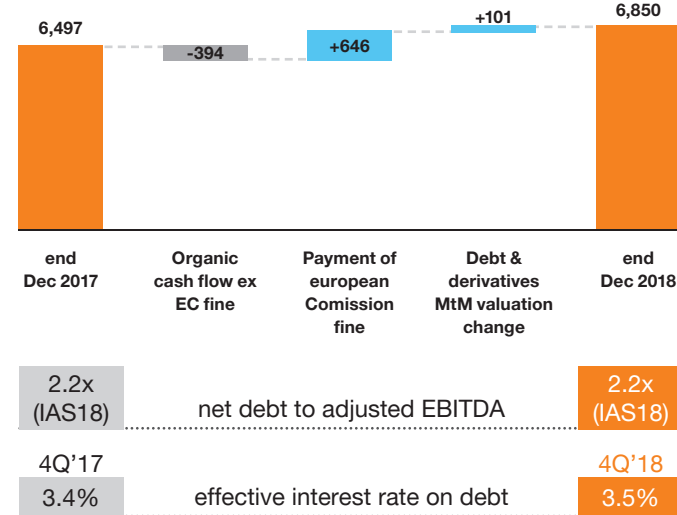 6,497
-394
+646
+101
6,850
end
Dec 2017
Organic
cash flow ex
EC fine
Payment of
european
Comission
fine
Debt &
derivatives
MtM valuation
change
end
Dec 2018
2.2x
(IAS18)
net debt to adjusted EBITDA
2.2x
(IAS18)
4Q’17
4Q’18
3.4%
effective interest rate on debt
3.5%